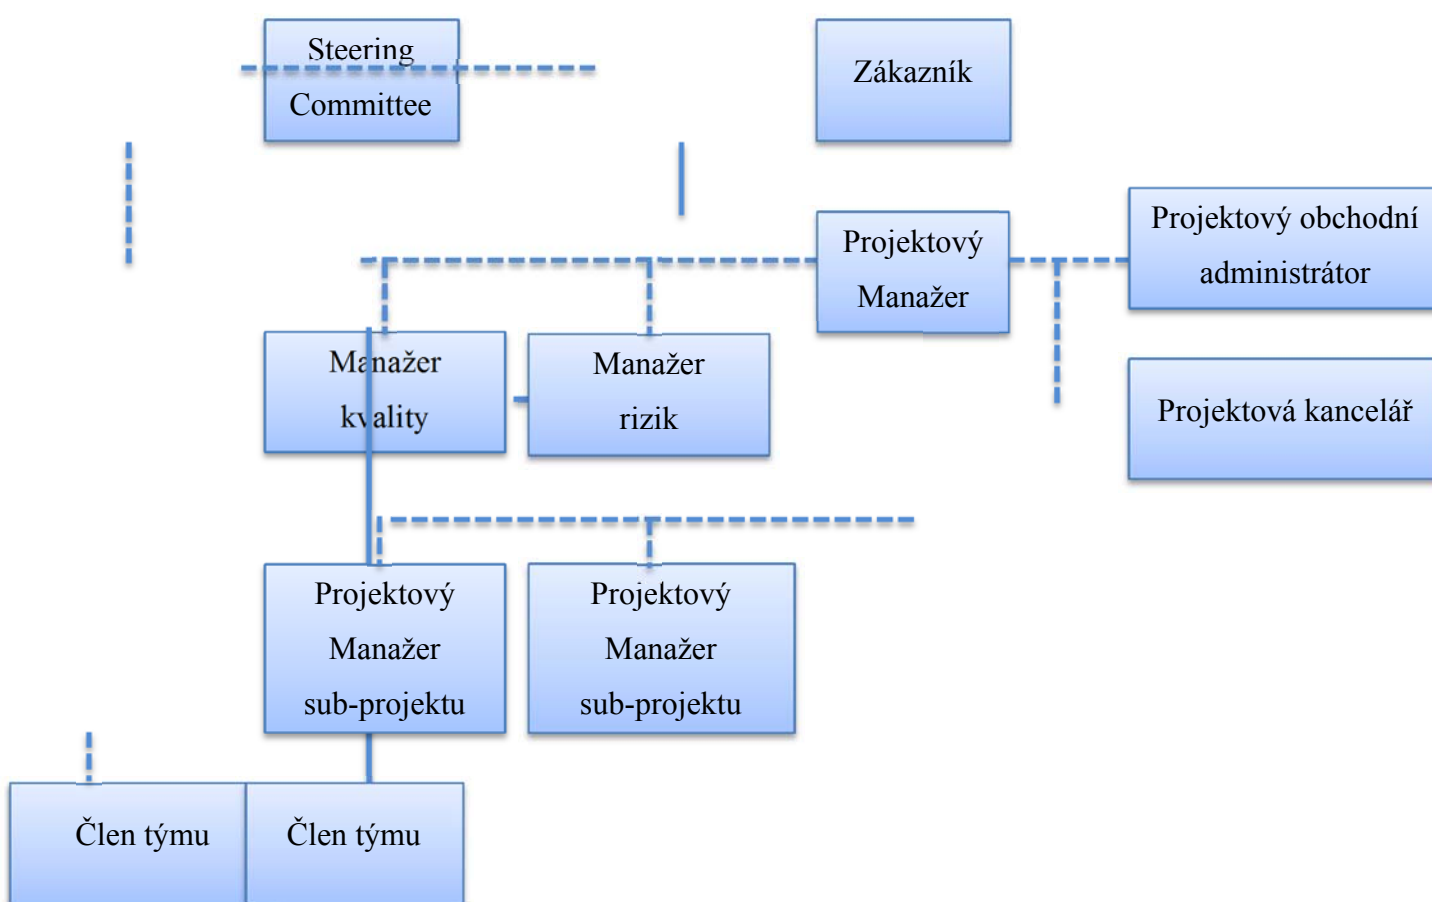 Steering
Committee
Zákazník
Projektový obchodní
administrátor
Projektový
Manažer
Manažer
kvality
Manažer
rizik
Projektová kancelář
Projektový
Manažer
sub-projektu
Projektový
Manažer
sub-projektu
Člen týmu
Člen týmu